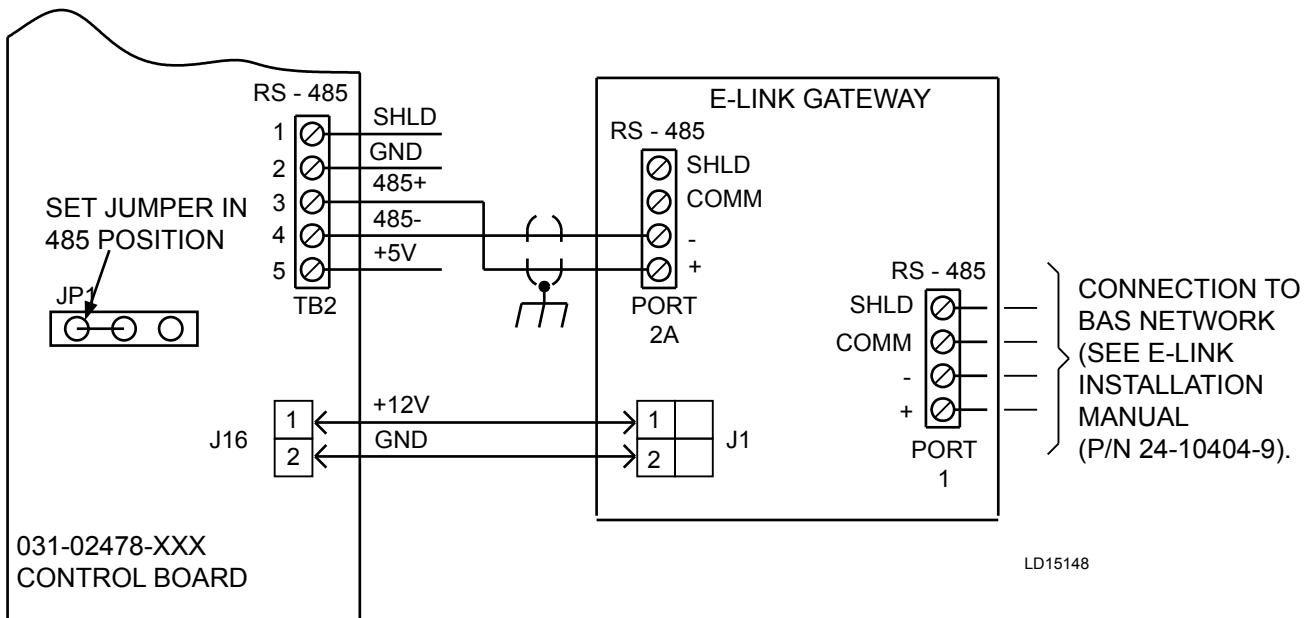 RS - 485
1
SHLD
2
GND
3
485+
4
485-
5
+5V
TB2
SET JUMPER IN
485 POSITION
JP1
J16
1
+12V
2
GND
031-02478-XXX
CONTROL BOARD
E-LINK GATEWAY
RS - 485
SHLD
COMM
-
+
PORT
2A
1
2
J1
RS - 485
SHLD
COMM
-
+
PORT
1
CONNECTION TO
BAS NETWORK
(SEE E-LINK
INSTALLATION
MANUAL
(P/N 24-10404-9).
LD15148